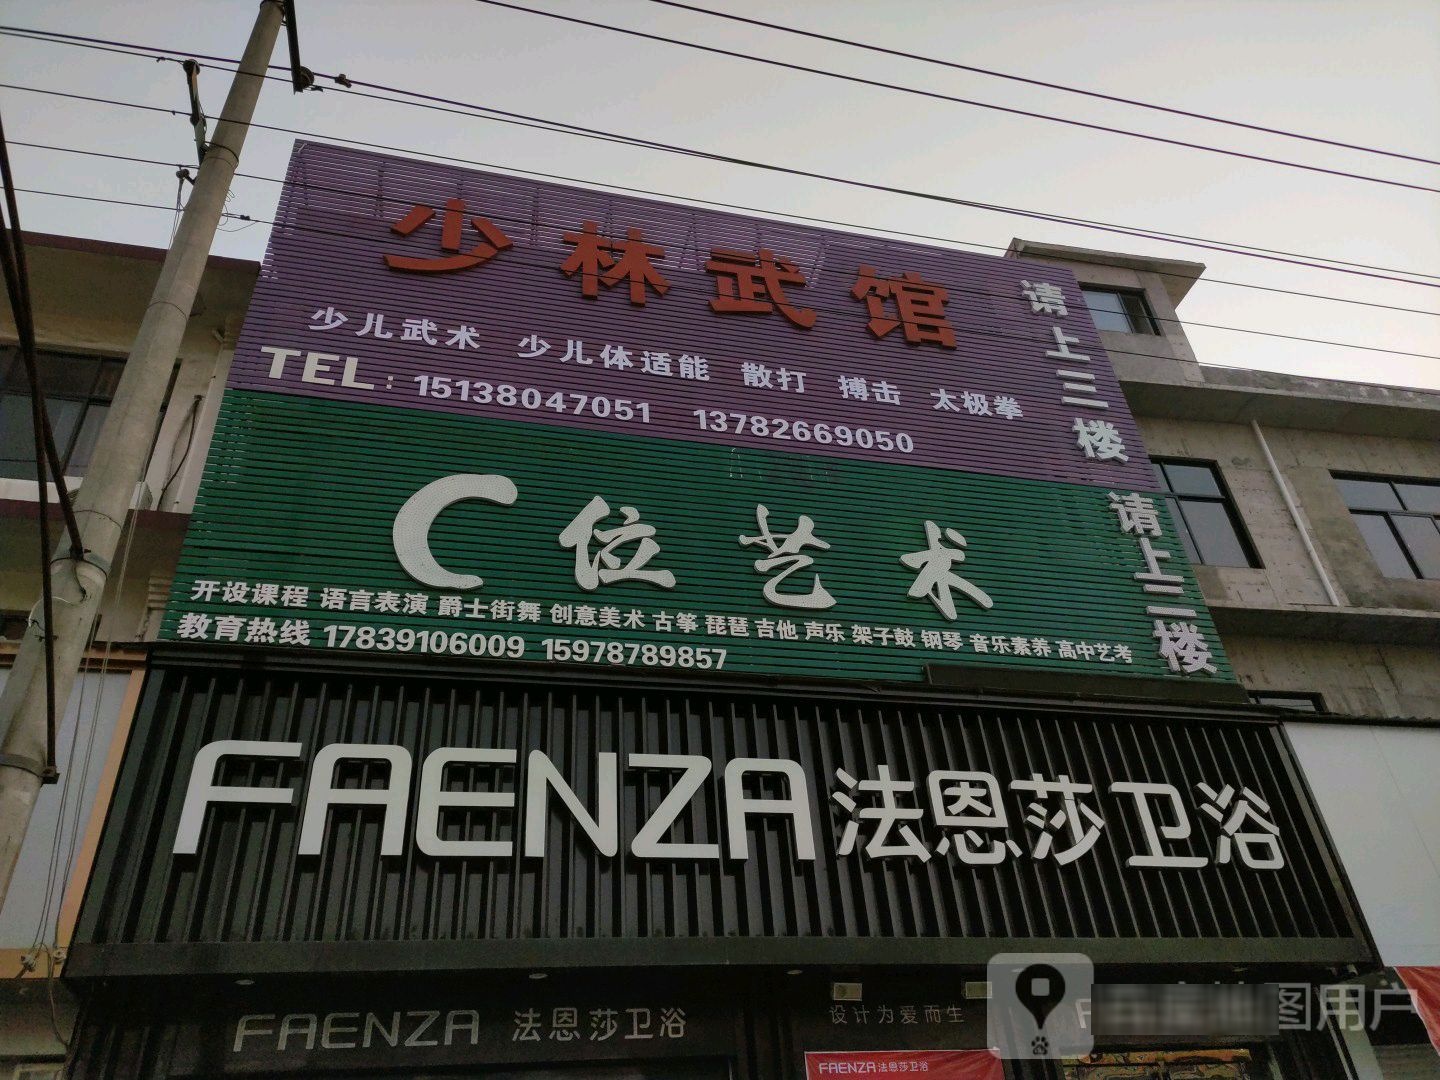 少林武馆
少儿武术 少儿体适能 散打 搏击 太极拳
TEL: 15138047051 13782669050
请上三楼
C位艺术
开设课程 语言表演 爵士街舞 创意美术 古筝 琵琶 吉他 声乐 架子鼓 钢琴 音乐素养 高中艺考
教育热线 17839106009 15978789857
请上二楼
FAENZA 法恩莎卫浴
FAENZA 法恩莎卫浴
设计为爱而生
FAENZA 法恩莎卫浴
图用户